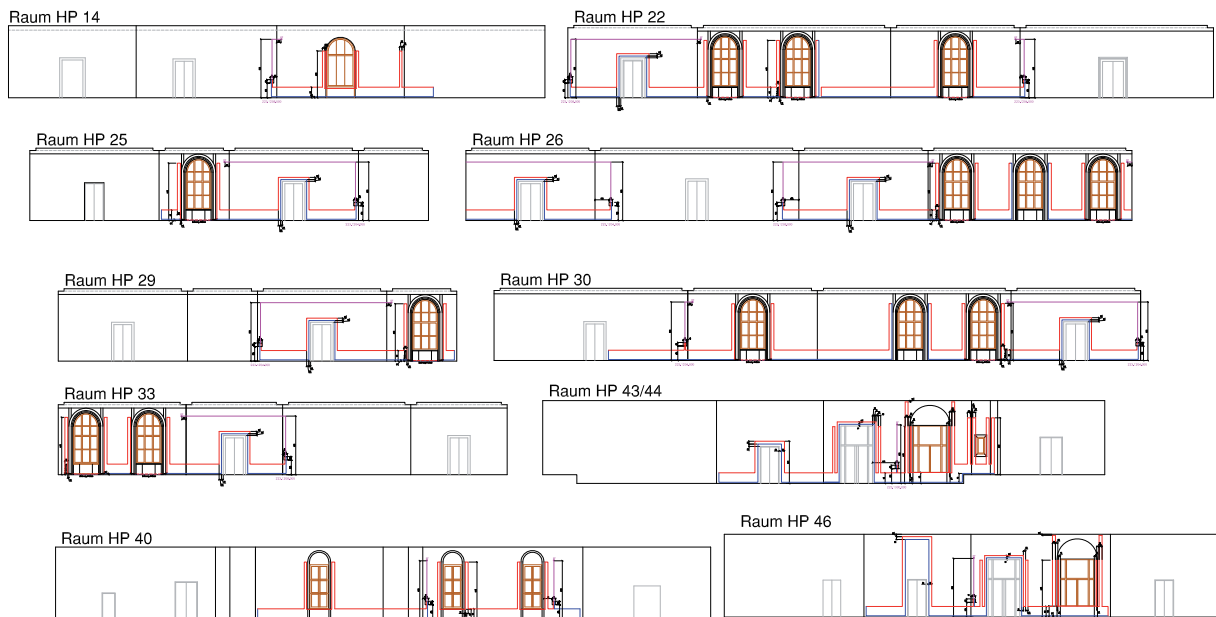 Raum HP 14
Raum HP 22
Raum HP 25
Raum HP 26
Raum HP 29
Raum HP 30
Raum HP 33
Raum HP 43/44
Raum HP 40
Raum HP 46